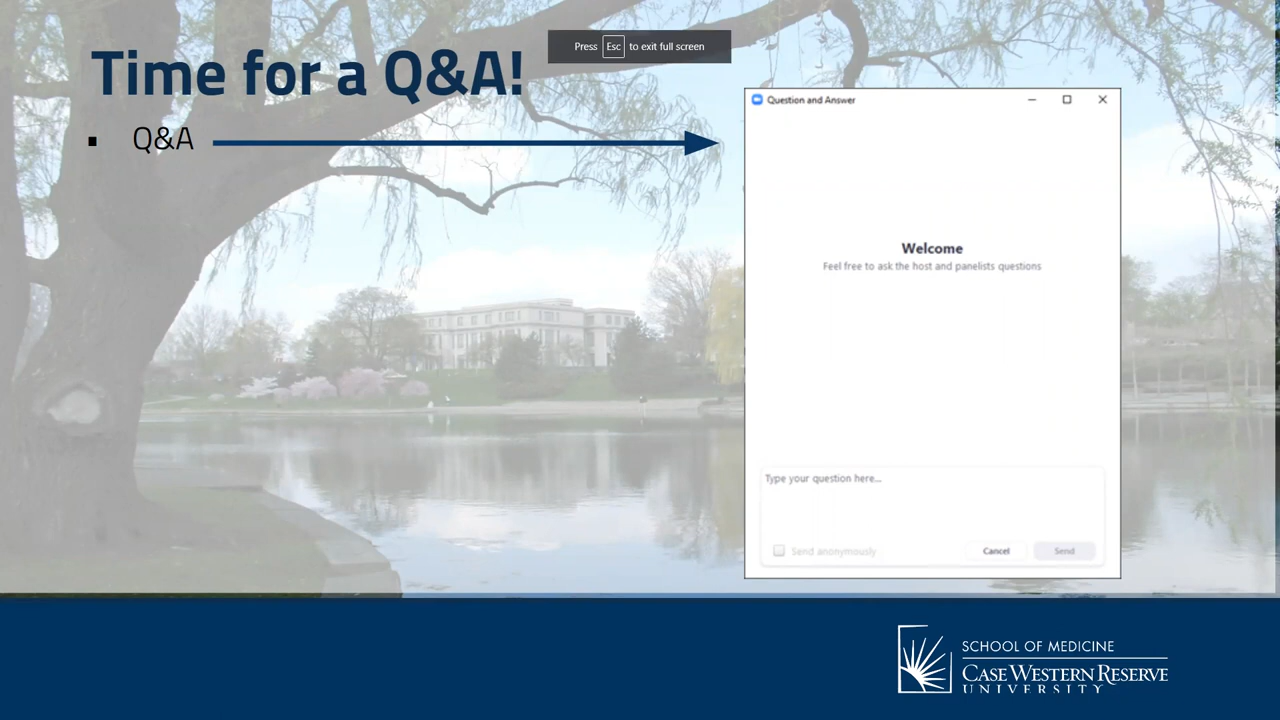 Time for a Q&A!
Press Esc to exit full screen
▪ Q&A
Question and Answer
Welcome
Feel free to ask the host and panelists questions
Type your question here...
Send anonymously
Cancel
Send
SCHOOL OF MEDICINE
CASE WESTERN RESERVE
UNIVERSITY